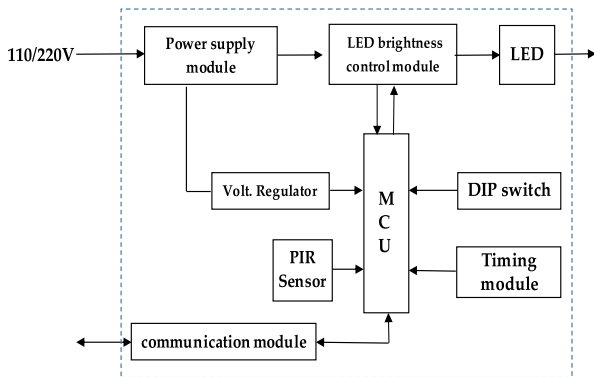 110/220V
Power supply
module
LED brightness
control module
LED
Volt. Regulator
M
C
U
DIP switch
PIR
Sensor
Timing
module
communication module